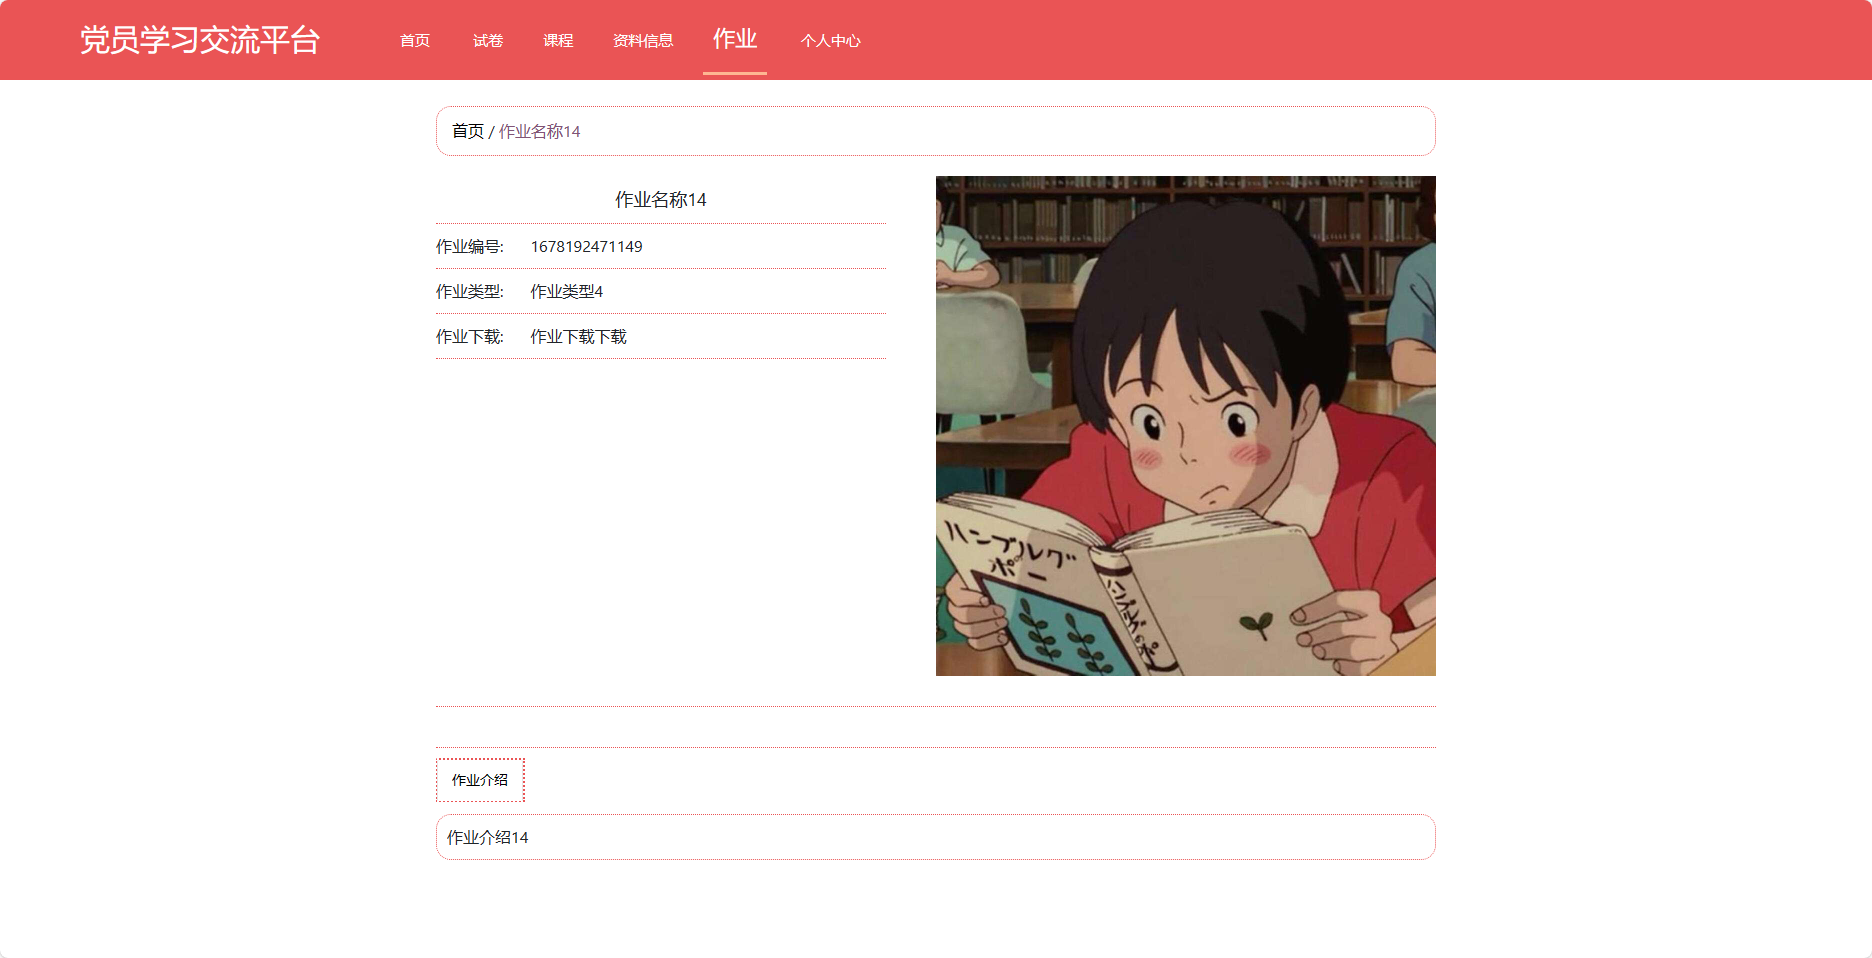 党员学习交流平台 首页 试卷 课程 资料信息 作业 个人中心
首页 / 作业名称14
作业名称14
作业编号: 1678192471149
作业类型: 作业类型4
作业下载: 作业下载下载
ハンブルグ
ポー
作业介绍
作业介绍14